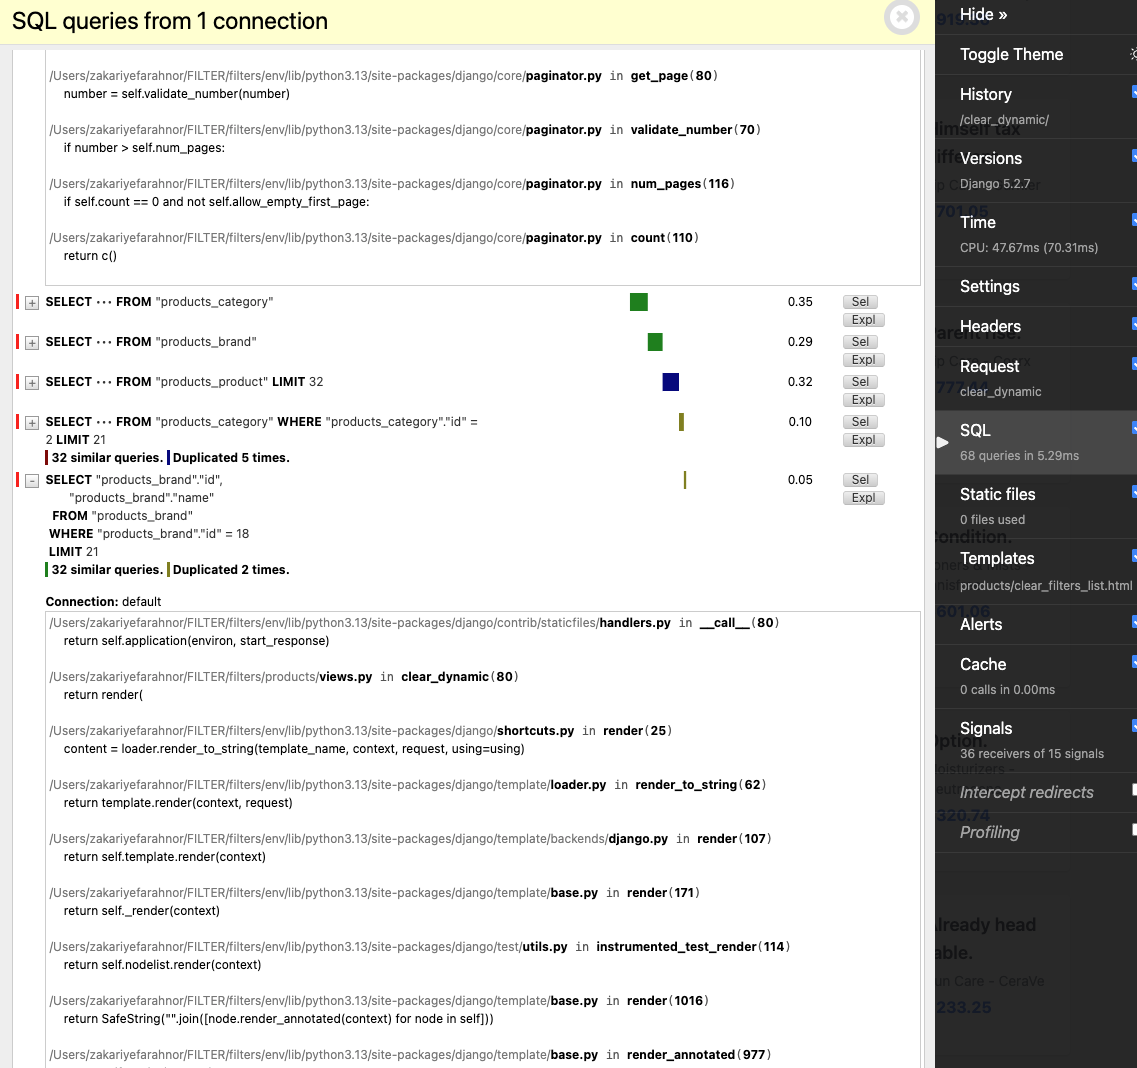 SQL queries from 1 connection
/Users/zakariyefarahnor/FILTER/filters/env/lib/python3.13/site-packages/django/core/paginator.py in get_page(80)
number = self.validate_number(number)
/Users/zakariyefarahnor/FILTER/filters/env/lib/python3.13/site-packages/django/core/paginator.py in validate_number(70)
if number > self.num_pages:
/Users/zakariyefarahnor/FILTER/filters/env/lib/python3.13/site-packages/django/core/paginator.py in num_pages(116)
if self.count == 0 and not self.allow_empty_first_page:
/Users/zakariyefarahnor/FILTER/filters/env/lib/python3.13/site-packages/django/core/paginator.py in count(110)
return c()
+ SELECT ••• FROM "products_category" 0.35 Sel
Expl
+ SELECT ••• FROM "products_brand" 0.29 Sel
Expl
+ SELECT ••• FROM "products_product" LIMIT 32 0.32 Sel
Expl
+ SELECT ••• FROM "products_category" WHERE "products_category"."id" = 0.10 Sel
2 LIMIT 21 Expl
32 similar queries. Duplicated 5 times.
- SELECT "products_brand"."id", 0.05 Sel
"products_brand"."name" Expl
FROM "products_brand"
WHERE "products_brand"."id" = 18
LIMIT 21
32 similar queries. Duplicated 2 times.
Connection: default
/Users/zakariyefarahnor/FILTER/filters/env/lib/python3.13/site-packages/django/contrib/staticfiles/handlers.py in __call__(80)
return self.application(environ, start_response)
/Users/zakariyefarahnor/FILTER/filters/products/views.py in clear_dynamic(80)
return render(
/Users/zakariyefarahnor/FILTER/filters/env/lib/python3.13/site-packages/django/shortcuts.py in render(25)
content = loader.render_to_string(template_name, context, request, using=using)
/Users/zakariyefarahnor/FILTER/filters/env/lib/python3.13/site-packages/django/template/loader.py in render_to_string(62)
return template.render(context, request)
/Users/zakariyefarahnor/FILTER/filters/env/lib/python3.13/site-packages/django/template/backends/django.py in render(107)
return self.template.render(context)
/Users/zakariyefarahnor/FILTER/filters/env/lib/python3.13/site-packages/django/template/base.py in render(171)
return self._render(context)
/Users/zakariyefarahnor/FILTER/filters/env/lib/python3.13/site-packages/django/test/utils.py in instrumented_test_render(114)
return self.nodelist.render(context)
/Users/zakariyefarahnor/FILTER/filters/env/lib/python3.13/site-packages/django/template/base.py in render(1016)
return SafeString("".join([node.render_annotated(context) for node in self]))
/Users/zakariyefarahnor/FILTER/filters/env/lib/python3.13/site-packages/django/template/base.py in render_annotated(977)
Hide »
Toggle Theme
History
/clear_dynamic/
Versions
Django 5.2.7
Time
CPU: 47.67ms (70.31ms)
Settings
Headers
Request
clear_dynamic
SQL
68 queries in 5.29ms
Static files
0 files used
Templates
products/clear_filters_list.html
Alerts
Cache
0 calls in 0.00ms
Signals
36 receivers of 15 signals
Intercept redirects
Profiling
already head
233.25